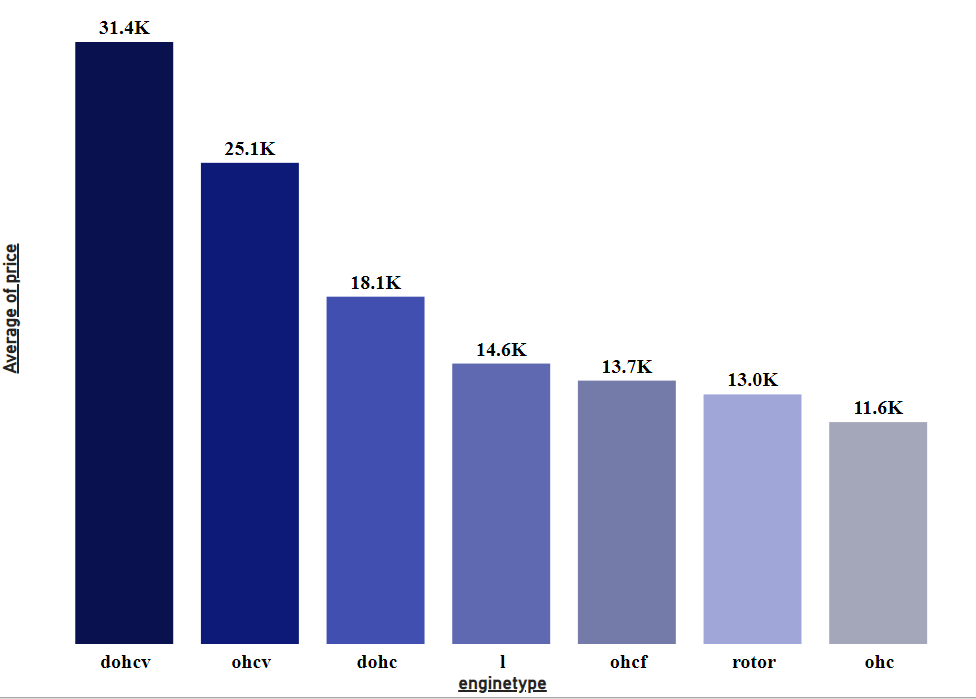 31.4K
25.1K
18.1K
14.6K
13.7K
13.0K
11.6K
Average of price
dohcv
ohcv
dohc
l
ohcf
rotor
ohc
enginetype